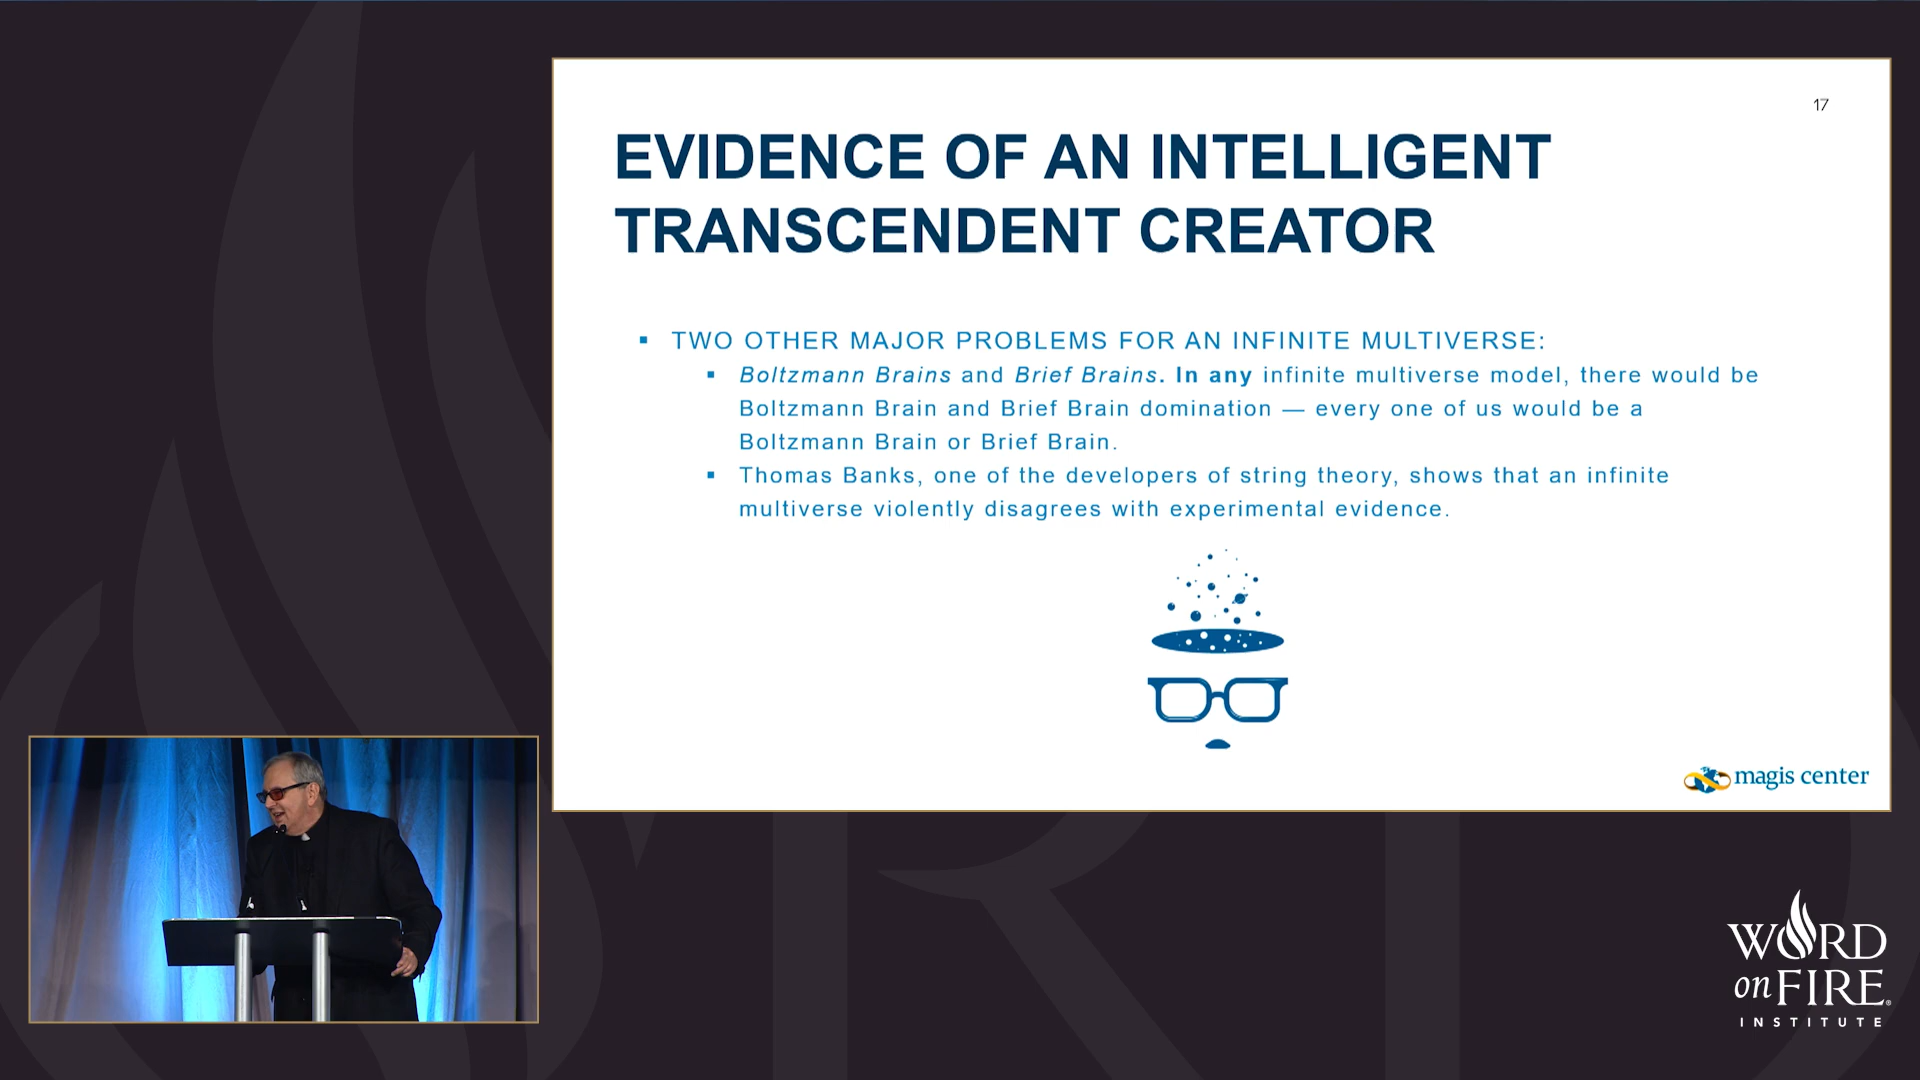 17
EVIDENCE OF AN INTELLIGENT
TRANSCENDENT CREATOR
▪ TWO OTHER MAJOR PROBLEMS FOR AN INFINITE MULTIVERSE:
▪ Boltzmann Brains and Brief Brains. In any infinite multiverse model, there would be
Boltzmann Brain and Brief Brain domination — every one of us would be a
Boltzmann Brain or Brief Brain.
▪ Thomas Banks, one of the developers of string theory, shows that an infinite
multiverse violently disagrees with experimental evidence.
magis center
WORD
on FIRE®
INSTITUTE